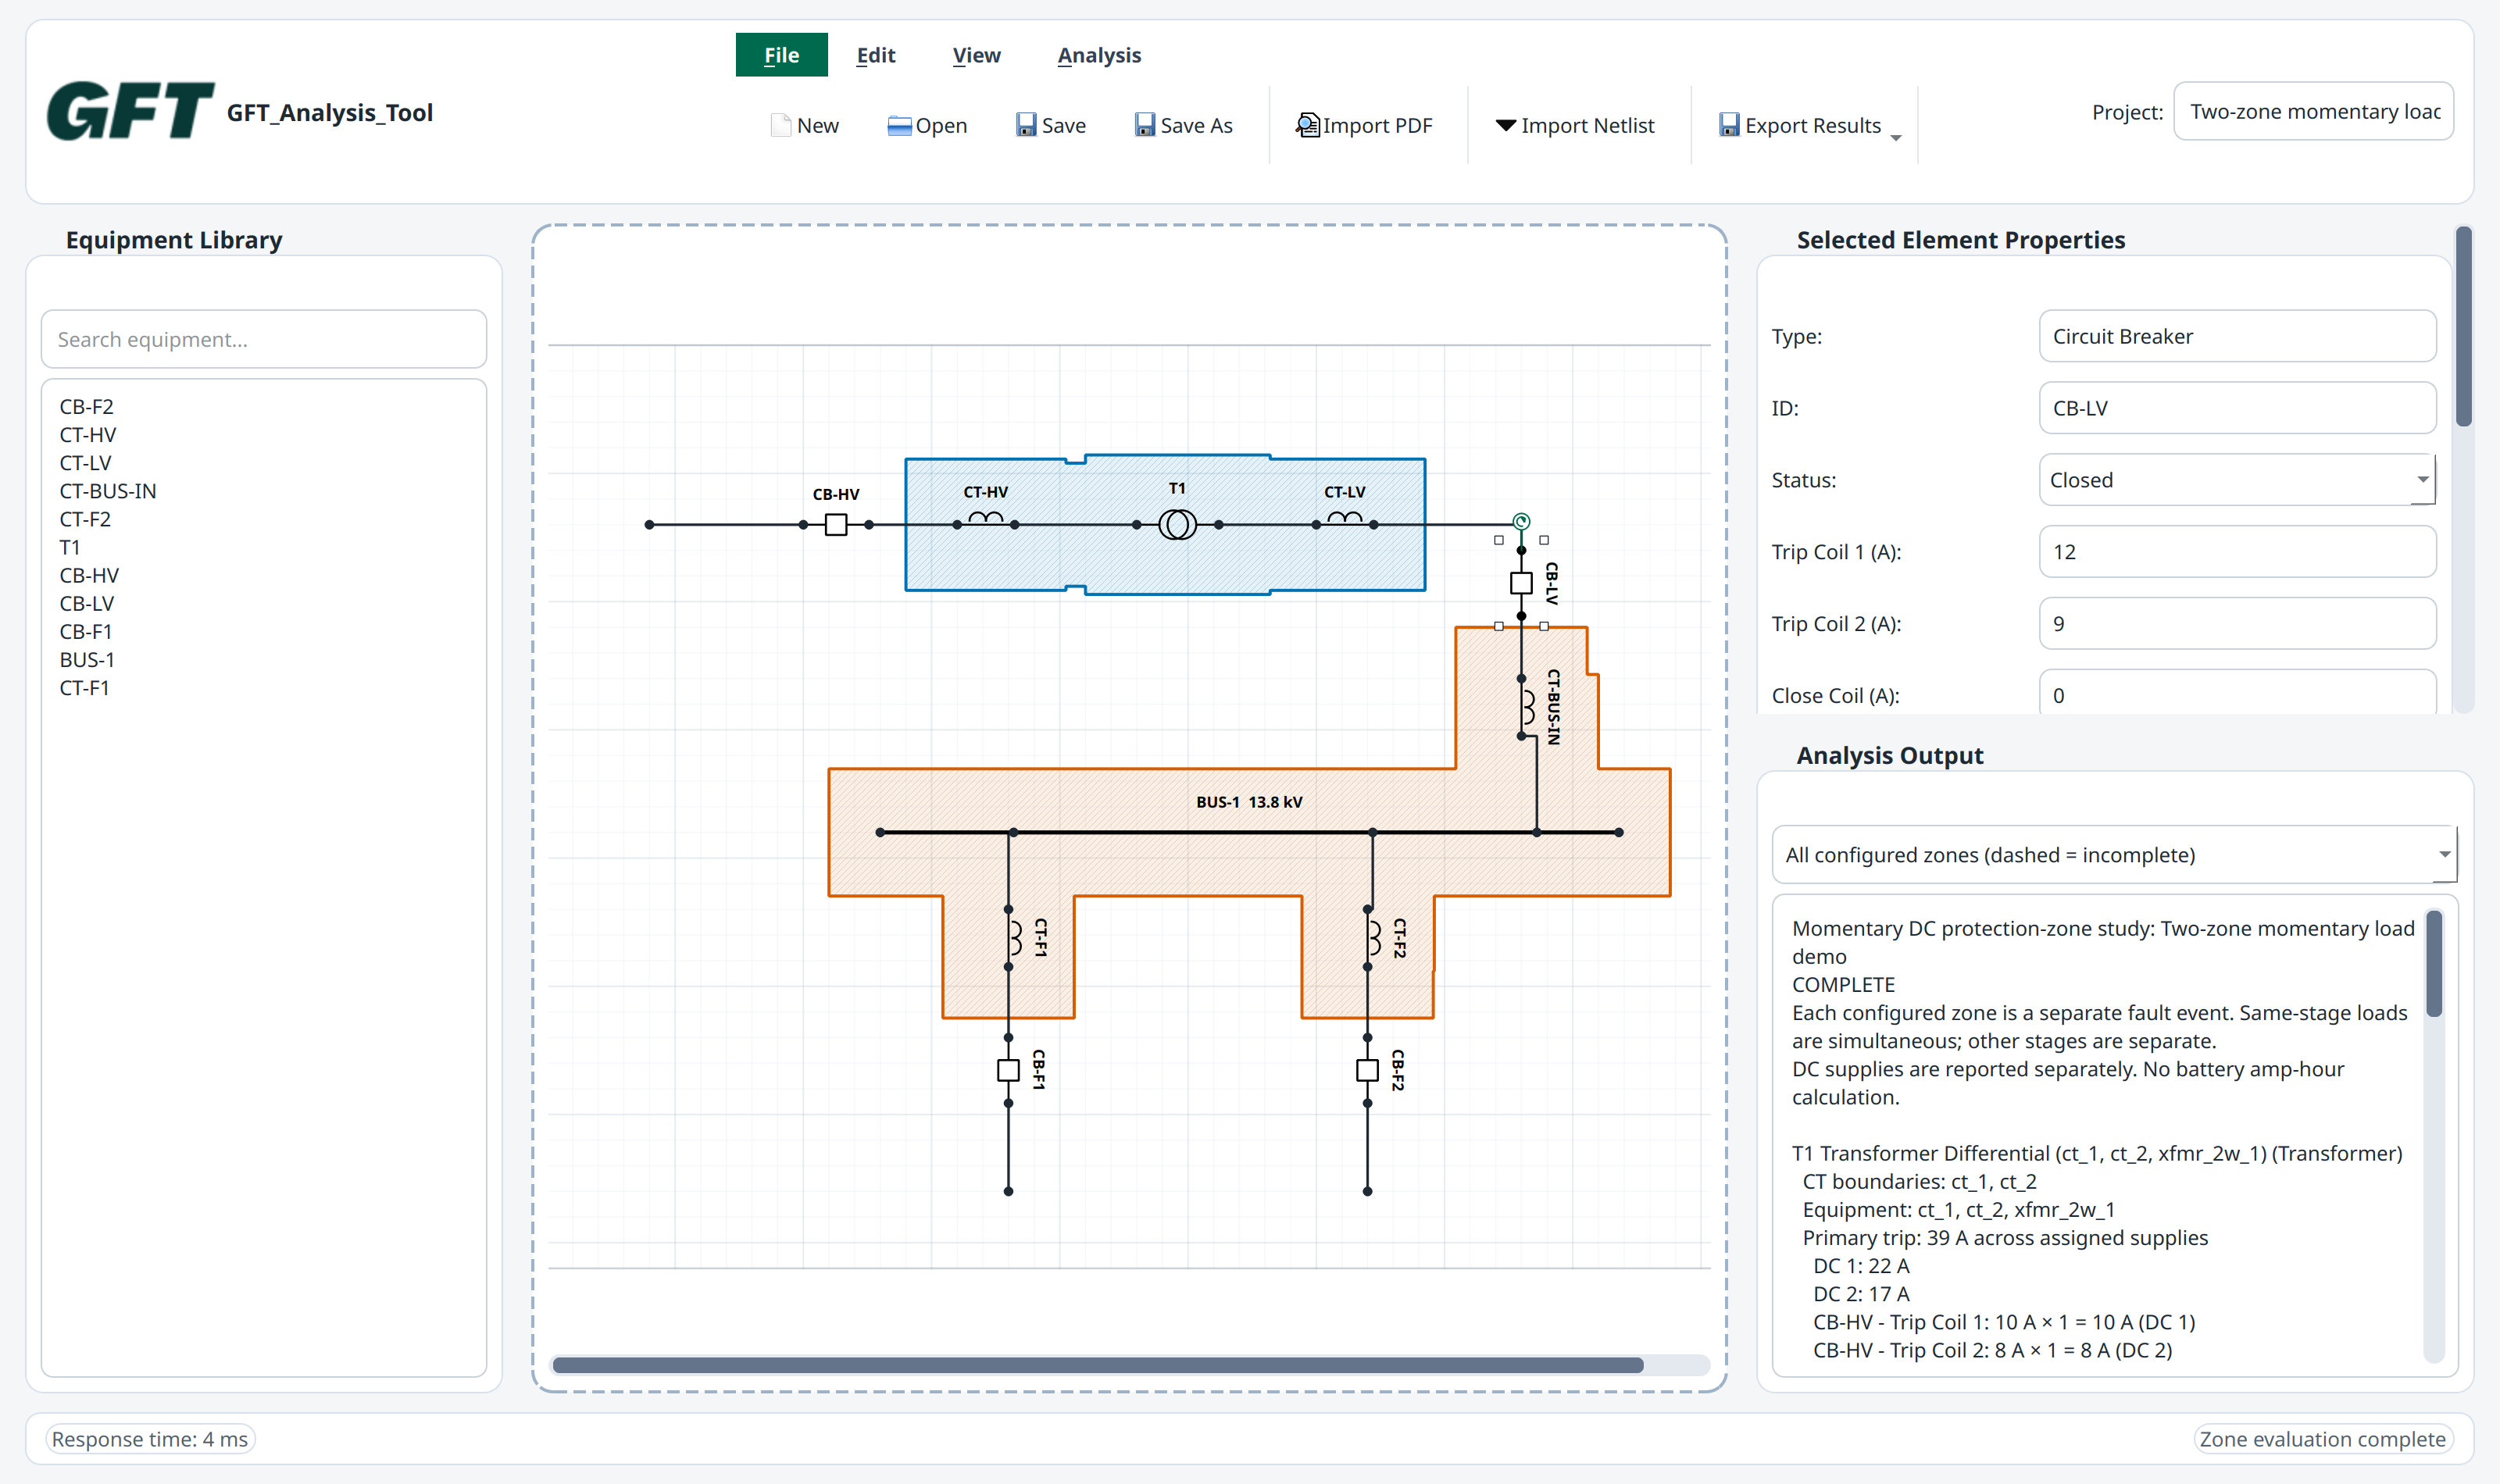 File Edit View Analysis
GFT GFT_Analysis_Tool
New Open Save Save As Import PDF Import Netlist Export Results
Project: Two-zone momentary loac
Equipment Library
Search equipment...
CB-F2
CT-HV
CT-LV
CT-BUS-IN
CT-F2
T1
CB-HV
CB-LV
CB-F1
BUS-1
CT-F1
CB-HV
CT-HV
T1
CT-LV
CB-LV
CT-BUS-IN
BUS-1 13.8 kV
CT-F1
CT-F2
CB-F1
CB-F2
Selected Element Properties
Type: Circuit Breaker
ID: CB-LV
Status: Closed
Trip Coil 1 (A): 12
Trip Coil 2 (A): 9
Close Coil (A): 0
Analysis Output
All configured zones (dashed = incomplete)
Momentary DC protection-zone study: Two-zone momentary load
demo
COMPLETE
Each configured zone is a separate fault event. Same-stage loads
are simultaneous; other stages are separate.
DC supplies are reported separately. No battery amp-hour
calculation.
T1 Transformer Differential (ct_1, ct_2, xfmr_2w_1) (Transformer)
CT boundaries: ct_1, ct_2
Equipment: ct_1, ct_2, xfmr_2w_1
Primary trip: 39 A across assigned supplies
DC 1: 22 A
DC 2: 17 A
CB-HV - Trip Coil 1: 10 A × 1 = 10 A (DC 1)
CB-HV - Trip Coil 2: 8 A × 1 = 8 A (DC 2)
Response time: 4 ms
Zone evaluation complete